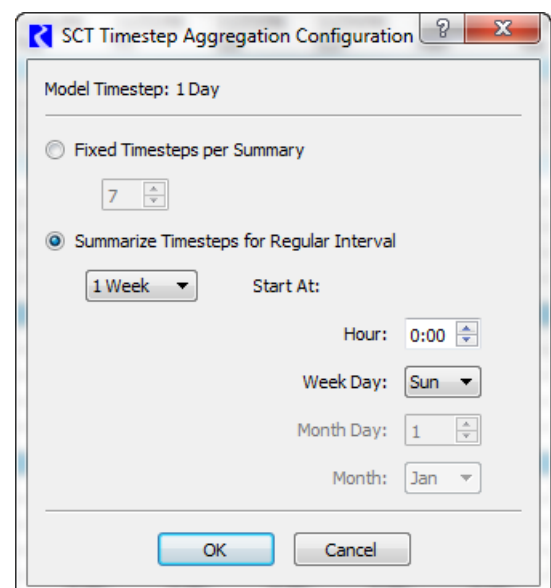 SCT Timestep Aggregation Configuration
Model Timestep: 1 Day
Fixed Timesteps per Summary
7
Summarize Timesteps for Regular Interval
1 Week Start At:
Hour: 0:00
Week Day: Sun
Month Day: 1
Month: Jan
OK Cancel